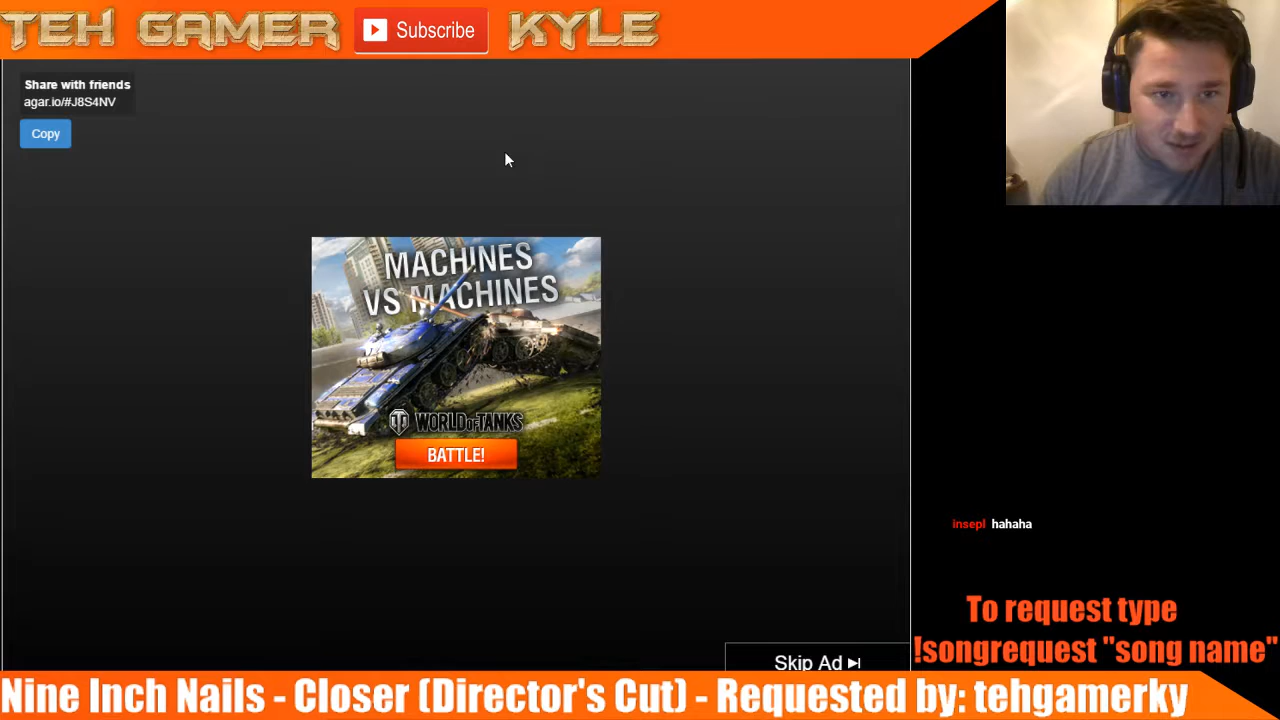 TEH GAMER Subscribe KYLE
Share with friends
agar.io/#J8S4NV
Copy
MACHINES
VS MACHINES
WORLD OF TANKS
BATTLE!
insepl hahaha
To request type
!songrequest "song name"
Skip Ad
Nine Inch Nails - Closer (Director's Cut) - Requested by: tehgamerky